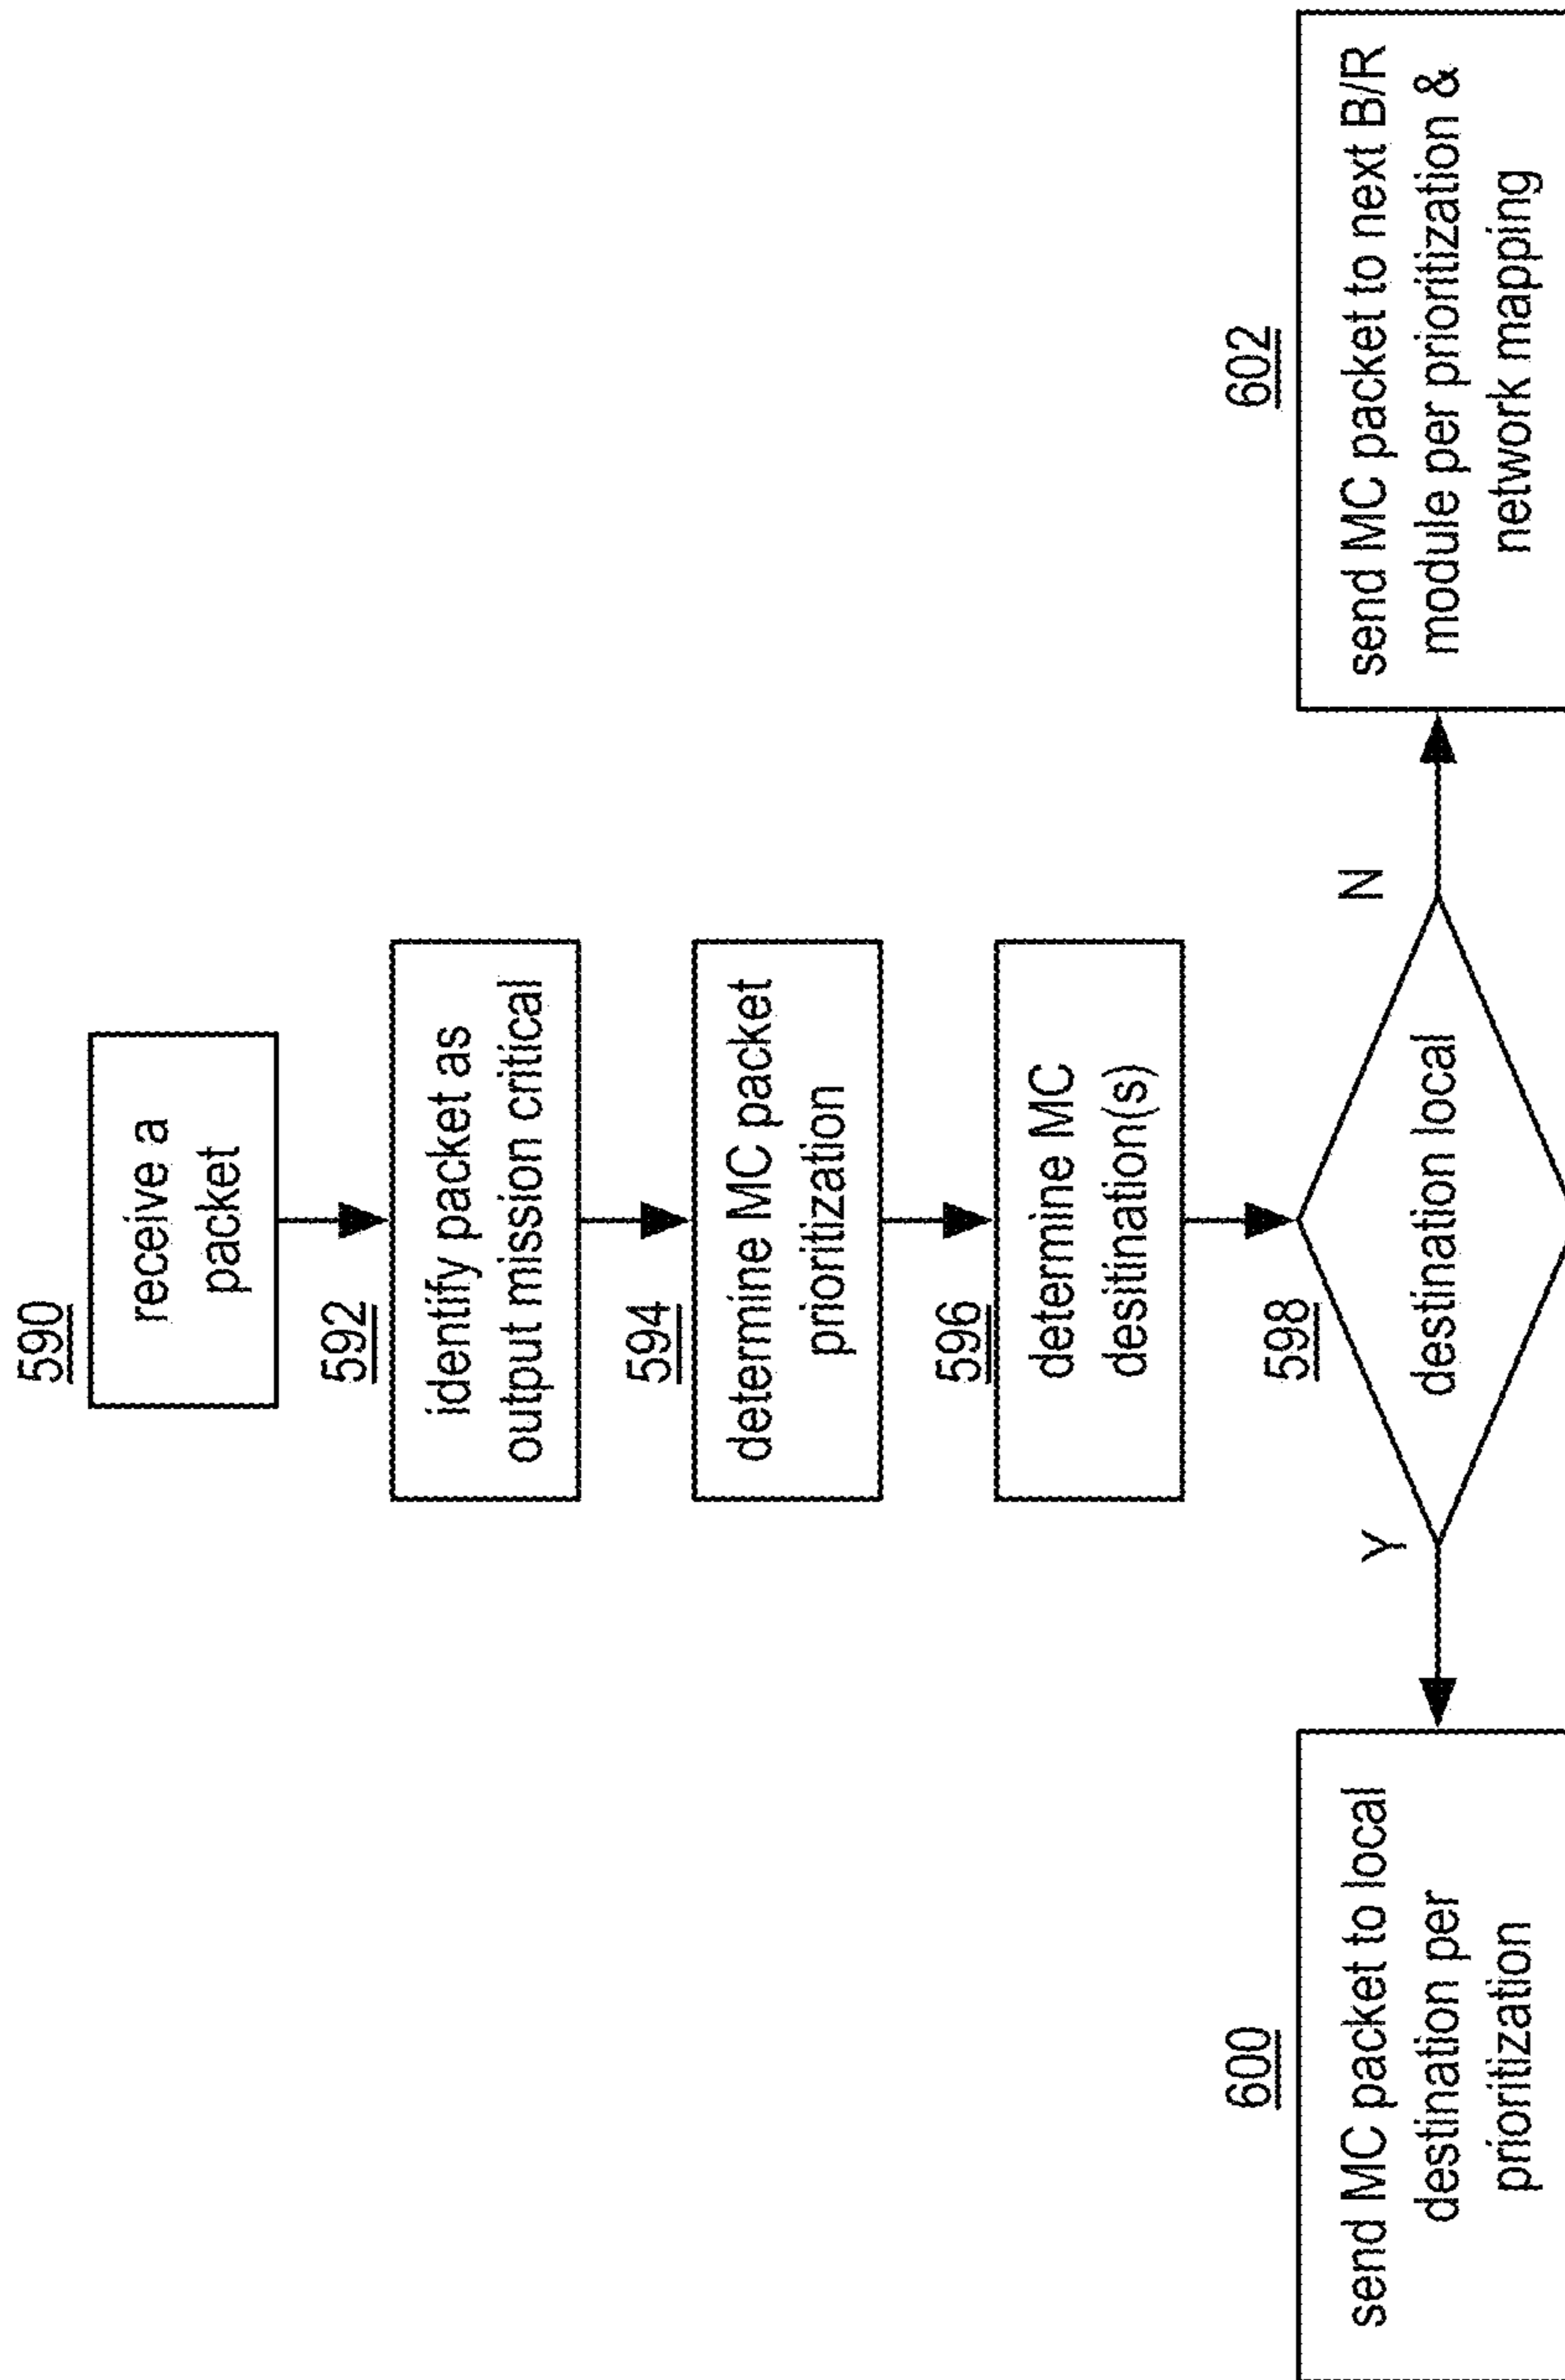 590
receive a
packet
592
identify packet as
output mission critical
594
determine MC packet
prioritization
596
determine MC
desitination(s)
598
destination local
Y
N
600
send MC packet to local
destination per
prioritization
602
send MC packet to next B/R
module per prioritization &
network mapping